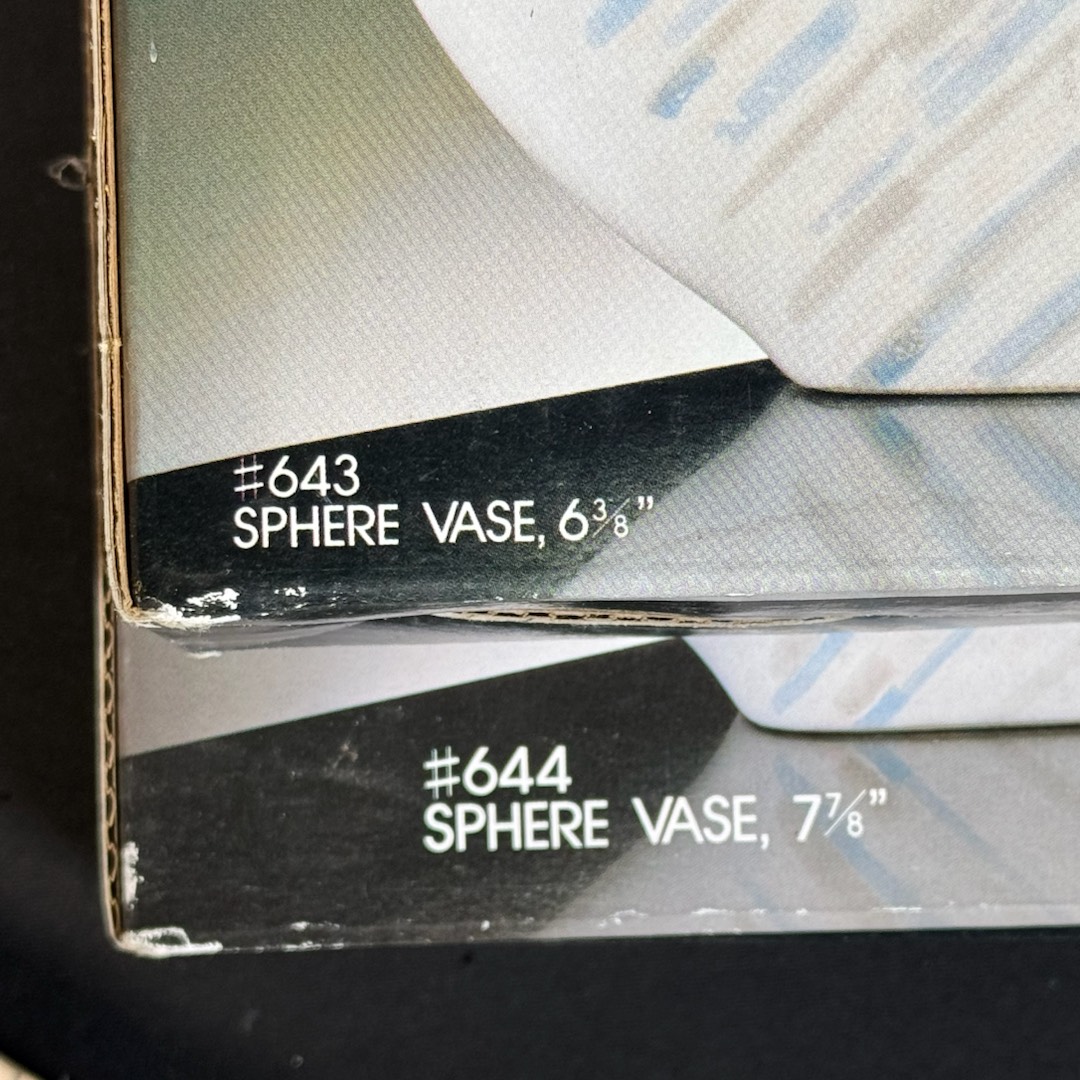 #643
SPHERE VASE, 6⅜”
#644
SPHERE VASE, 7⅞”